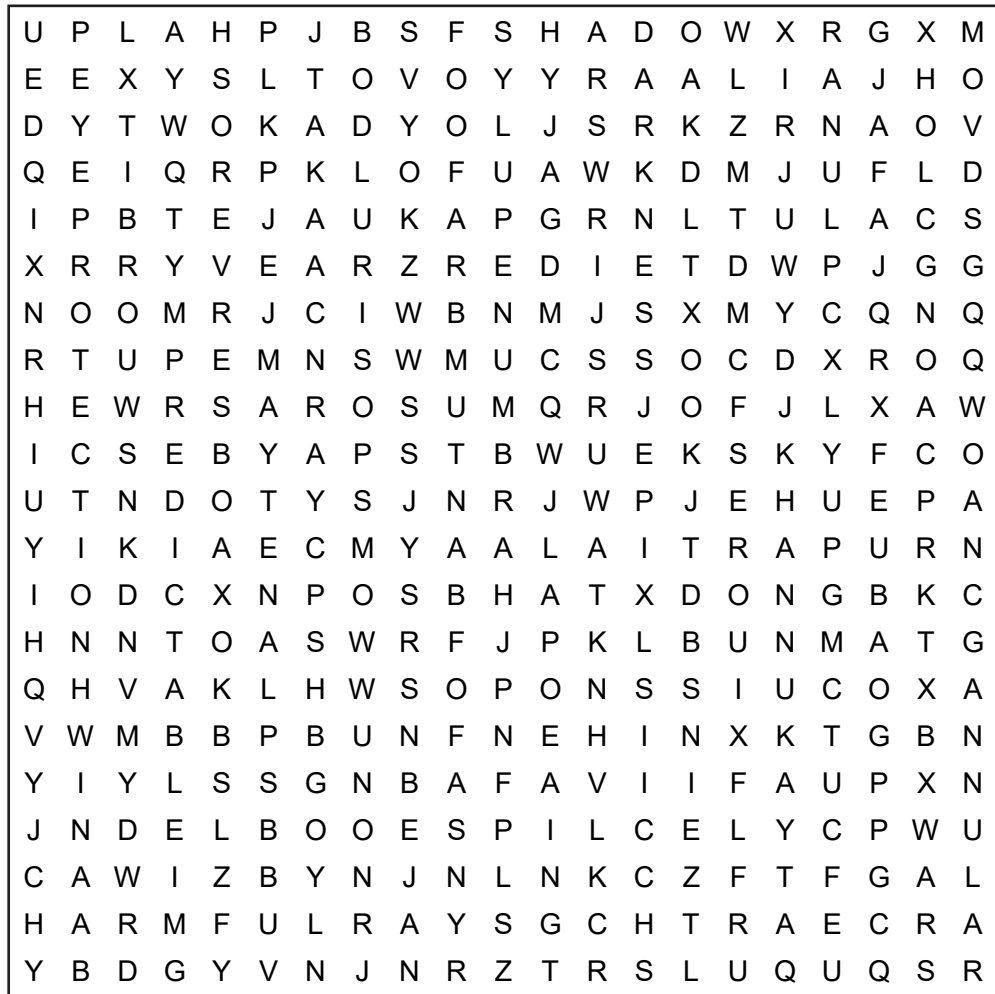 U P L A H P J B S F S H A D O W X R G X M
E E X Y S L T O V O Y Y R A A L I A J H O
D Y T W O K A D Y O L J S R K Z R N A O V
Q E I Q R P K L O F U A W K D M J U F L D
I P B T E J A U K A P G R N L T U L A C S
X R R Y V E A R Z R E D I E T D W P J G G
N O O M R J C I W B N M J S X M Y C Q N Q
R T U P E M N S W M U C S S O C D X R O Q
H E W R S A R O S U M Q R J O F J L X A W
I C S E B Y A P S T B W U E K S K Y F C O
U T N D O T Y S J N R J W P J E H U E P A
Y I K I A E C M Y A A L A I T R A P U R N
I O D C X N P O S B H A T X D O N G B K C
H N N T O A S W R F J P K L B U N M A T G
Q H V A K L H W S O P O N S S I U C O X A
V W M B B P B U N F N E H I N X K T G B N
Y I Y L S S G N B A F A V I I F A U P X N
J N D E L B O O E S P I L C E L Y C P W U
C A W I Z B Y N J N L N K C Z F T F G A L
H A R M F U L R A Y S G C H T R A E C R A
Y B D G Y V N J N R Z T R S L U Q U Q S R